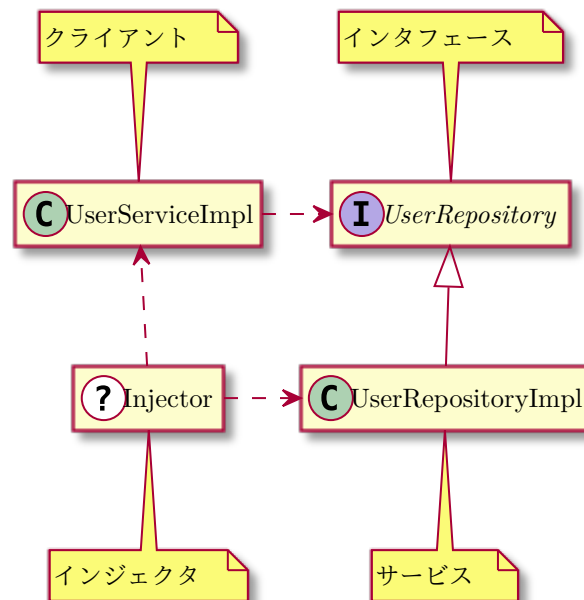 クライアント
インタフェース
C UserServiceImpl
I UserRepository
? Injector
C UserRepositoryImpl
インジェクタ
サービス